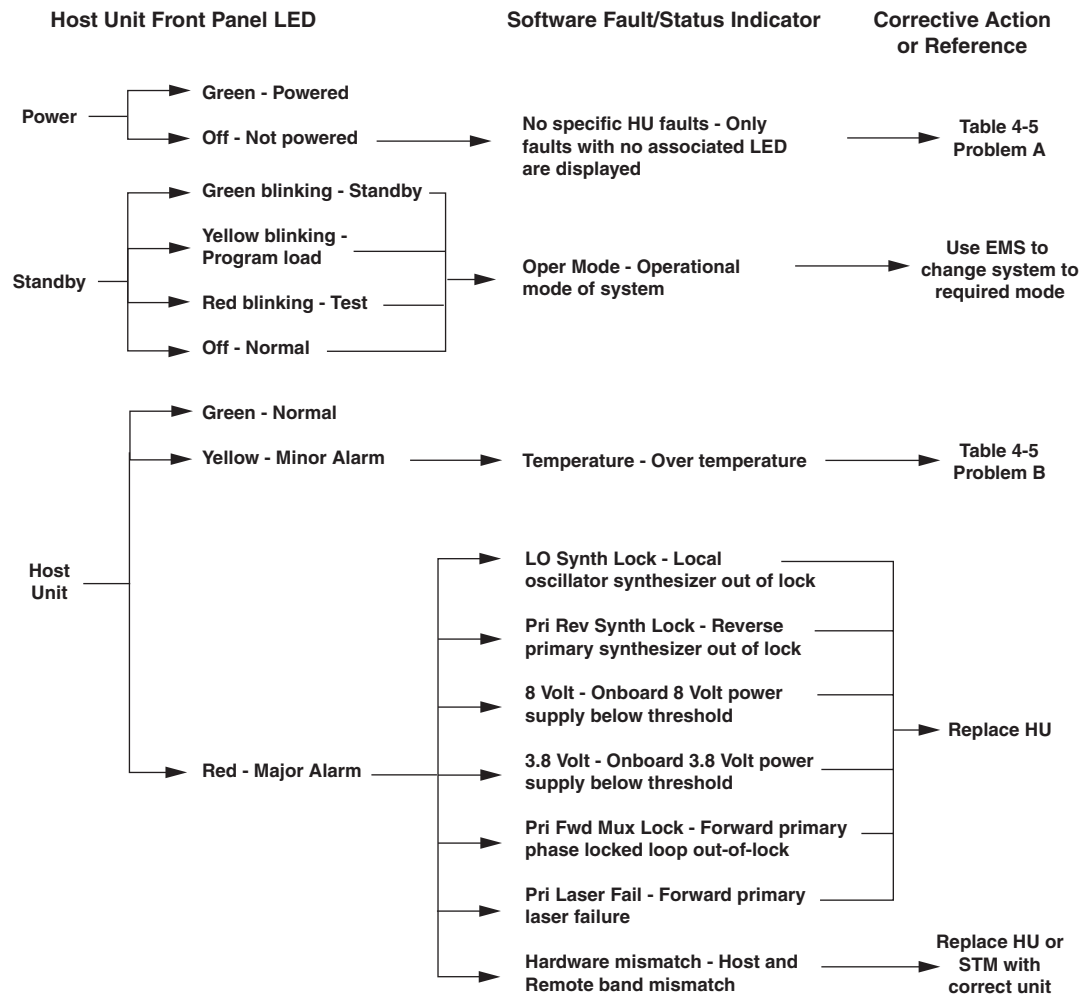 Host Unit Front Panel LED
Software Fault/Status Indicator
Corrective Action
or Reference
Power
Green - Powered
Off - Not powered
No specific HU faults - Only
faults with no associated LED
are displayed
Table 4-5
Problem A
Standby
Green blinking - Standby
Yellow blinking -
Program load
Red blinking - Test
Off - Normal
Oper Mode - Operational
mode of system
Use EMS to
change system to
required mode
Host
Unit
Green - Normal
Yellow - Minor Alarm
Temperature - Over temperature
Table 4-5
Problem B
Red - Major Alarm
LO Synth Lock - Local
oscillator synthesizer out of lock
Pri Rev Synth Lock - Reverse
primary synthesizer out of lock
8 Volt - Onboard 8 Volt power
supply below threshold
3.8 Volt - Onboard 3.8 Volt power
supply below threshold
Pri Fwd Mux Lock - Forward primary
phase locked loop out-of-lock
Pri Laser Fail - Forward primary
laser failure
Replace HU
Hardware mismatch - Host and
Remote band mismatch
Replace HU or
STM with
correct unit